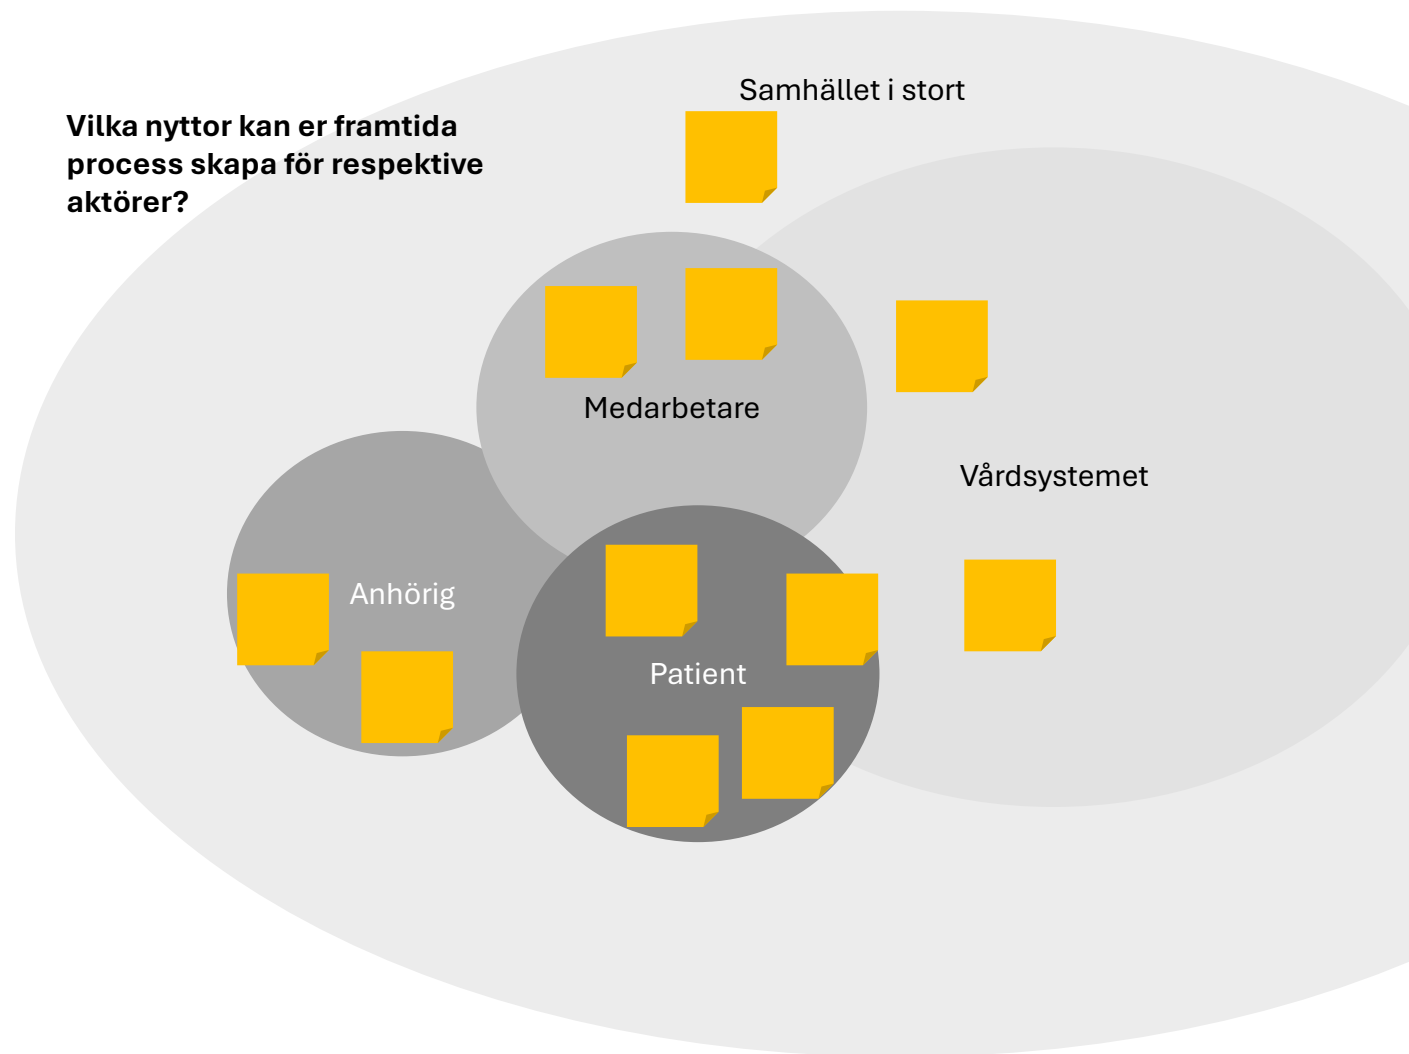 Samhället i stort
Vilka nyttor kan er framtida
process skapa för respektive
aktörer?
Medarbetare
Vårdsystemet
Anhörig
Patient